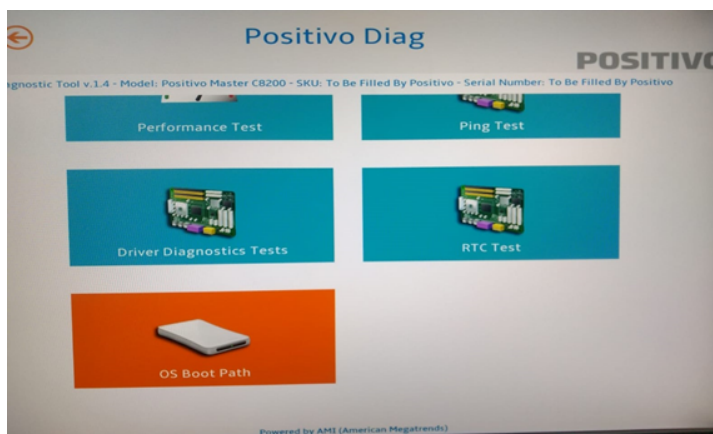 Positivo Diag
POSITIVO
agnostic Tool v.1.4 - Model: Positivo Master C8200 - SKU: To Be Filled By Positivo - Serial Number: To Be Filled By Positivo
Performance Test
Ping Test
Driver Diagnostics Tests
RTC Test
OS Boot Path
Powered by AMI (American Megatrends)